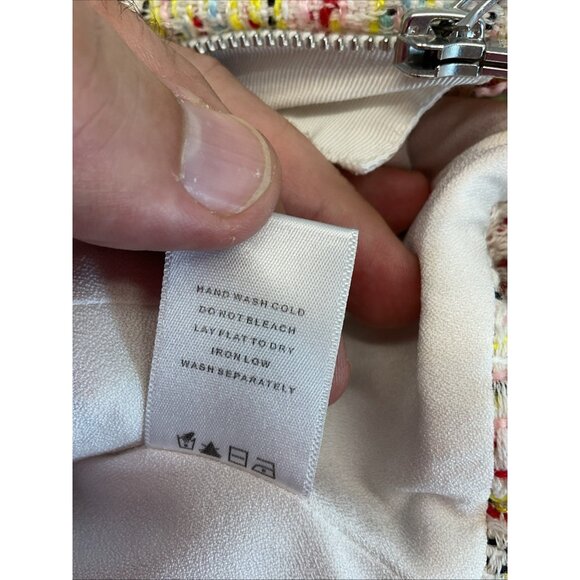 HAND WASH COLD
DO NOT BLEACH
LAY FLAT TO DRY
IRON LOW
WASH SEPARATELY